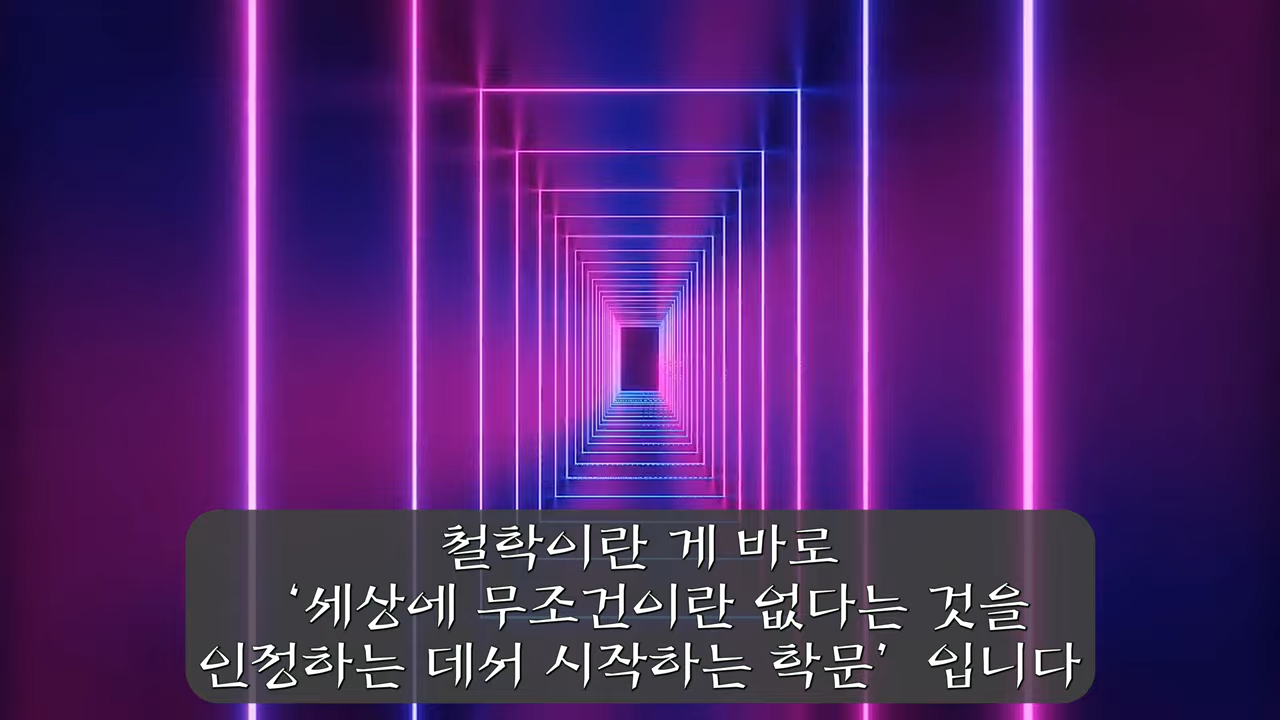 철학이란 게 바로
‘세상에 무조건이란 없다는 것을
인정하는 데서 시작하는 학문’ 입니다